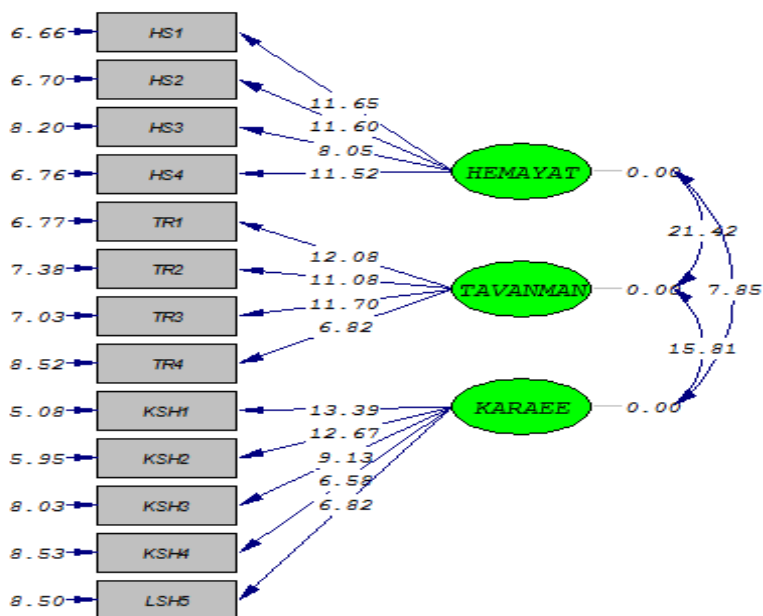 6.66 HS1
6.70 HS2
8.20 HS3
6.76 HS4
6.77 TR1
7.38 TR2
7.03 TR3
8.52 TR4
5.08 KSH1
5.95 KSH2
8.03 KSH3
8.53 KSH4
8.50 LSH5
11.65
11.60
8.05
11.52
12.08
11.08
11.70
6.82
13.39
12.67
9.13
6.58
6.82
HEMAYAT 0.00
TAVANMAN 0.00
KARAEE 0.00
21.42
7.85
15.81